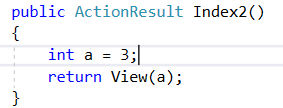 public ActionResult Index2()
{
    int a = 3;
    return View(a);
}